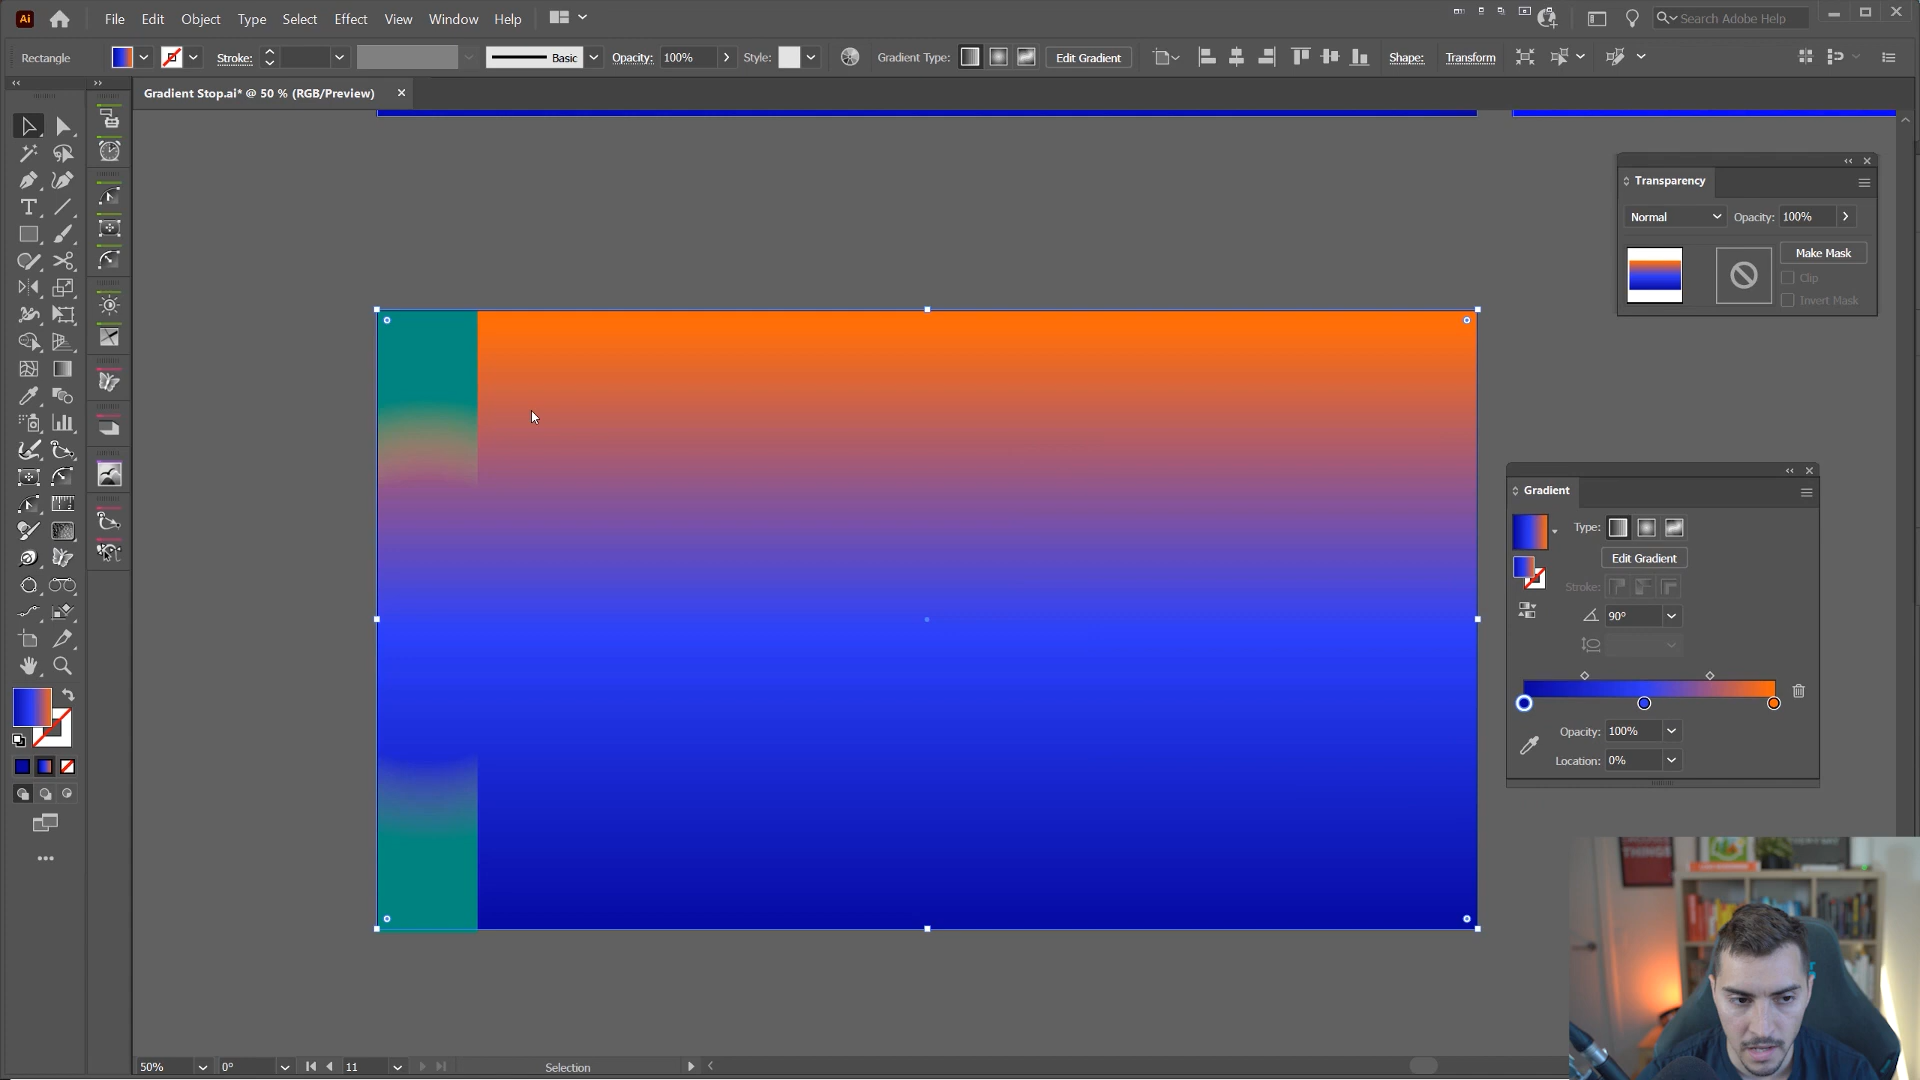 Ai File Edit Object Type Select Effect View Window Help Search Adobe Help
Rectangle Stroke: Basic Opacity: 100% Style: Gradient Type: Edit Gradient Shape: Transform
Gradient Stop.ai* @ 50 % (RGB/Preview)
Transparency
Normal Opacity: 100%
Make Mask
Clip
Invert Mask
Gradient
Type:
Edit Gradient
Stroke:
90°
Opacity: 100%
Location: 0%
THINGS
50% 0° 11 Selection